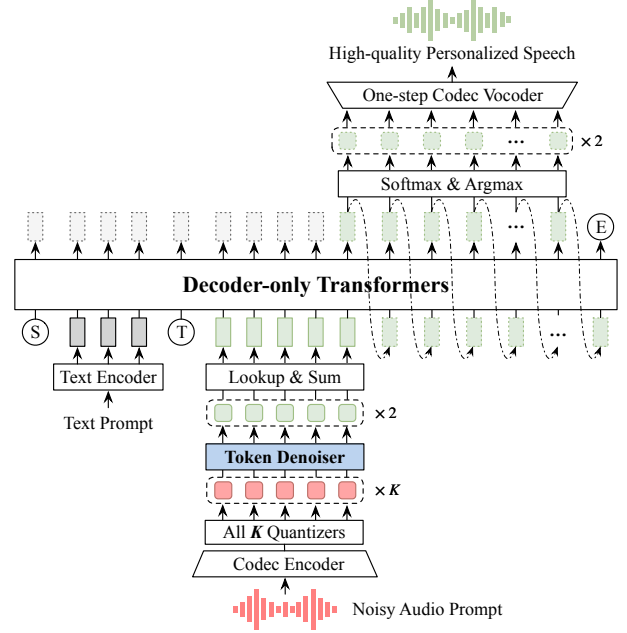 High-quality Personalized Speech
One-step Codec Vocoder
... × 2
Softmax & Argmax
... E
Decoder-only Transformers
S T ...
Text Encoder Lookup & Sum
Text Prompt × 2
Token Denoiser
× K
All K Quantizers
Codec Encoder
Noisy Audio Prompt